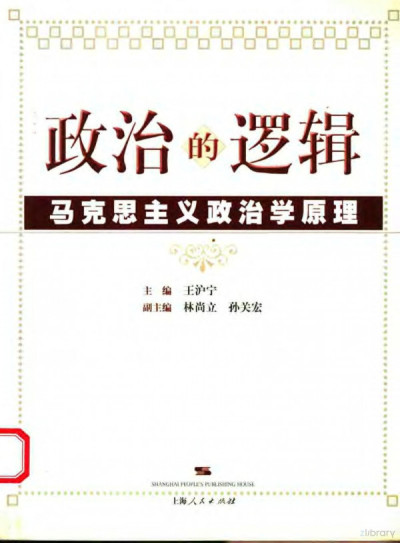 政治的逻辑
马克思主义政治学原理
主 编 王沪宁
副主编 林尚立 孙关宏
SHANGHAI PEOPLE'S PUBLISHING HOUSE
上海人民出版社
zlibrary